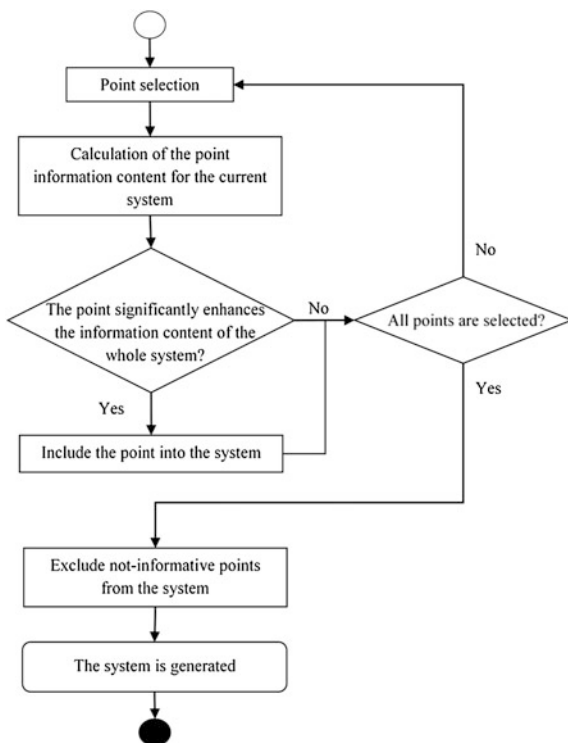 Point selection
Calculation of the point
information content for the current
system
No
The point significantly enhances
the information content of the
whole system?
No
All points are selected?
Yes
Yes
Include the point into the system
Exclude not-informative points
from the system
The system is generated